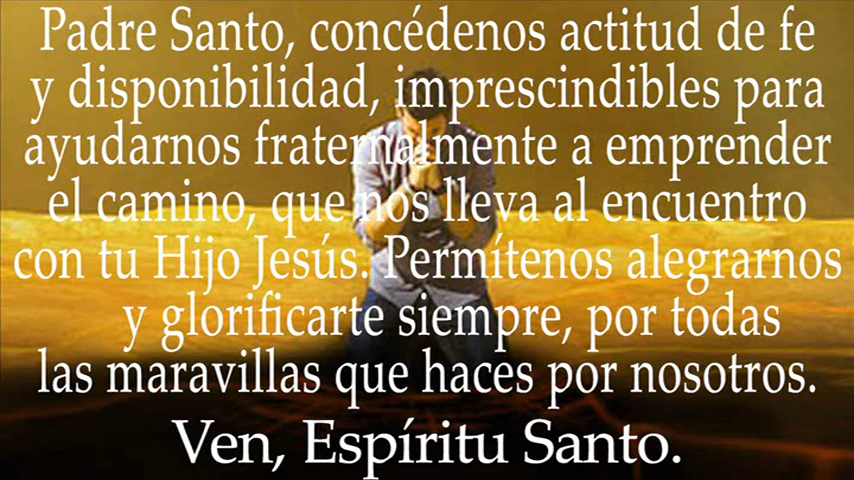 Padre Santo, concédenos actitud de fe
y disponibilidad, imprescindibles para
ayudarnos fraternalmente a emprender
el camino, que nos lleva al encuentro
con tu Hijo Jesús. Permítenos alegrarnos
y glorificarte siempre, por todas
las maravillas que haces por nosotros.
Ven, Espíritu Santo.